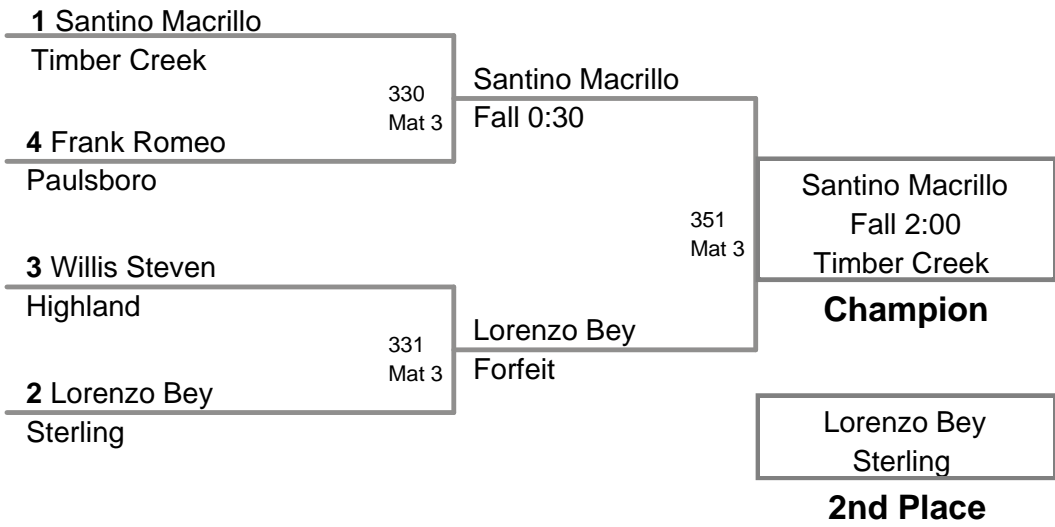 1 Santino Macrillo
Timber Creek
330
Mat 3
4 Frank Romeo
Paulsboro
3 Willis Steven
Highland
331
Mat 3
2 Lorenzo Bey
Sterling
Santino Macrillo
Fall 0:30
351
Mat 3
Lorenzo Bey
Forfeit
Santino Macrillo
Fall 2:00
Timber Creek
Champion
Lorenzo Bey
Sterling
2nd Place